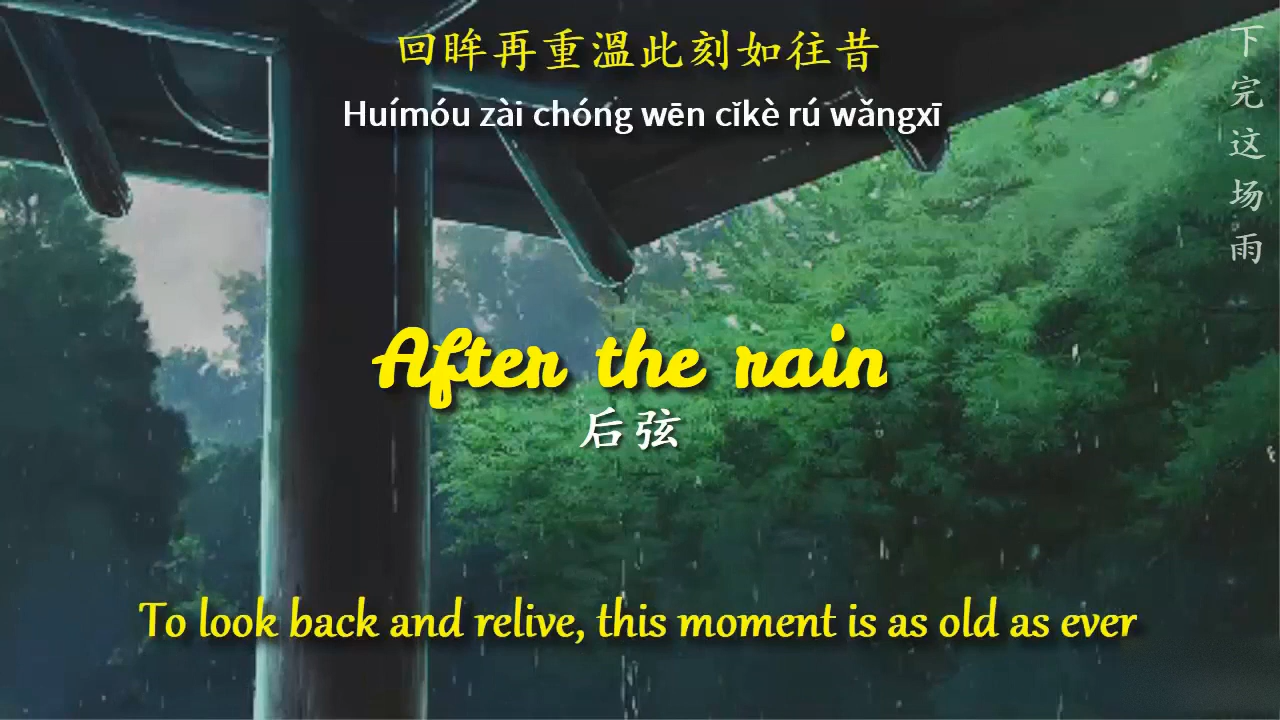 回眸再重溫此刻如往昔
Huímóu zài chóng wēn cǐkè rú wǎngxī
下完这场雨
After the rain
后弦
To look back and relive, this moment is as old as ever